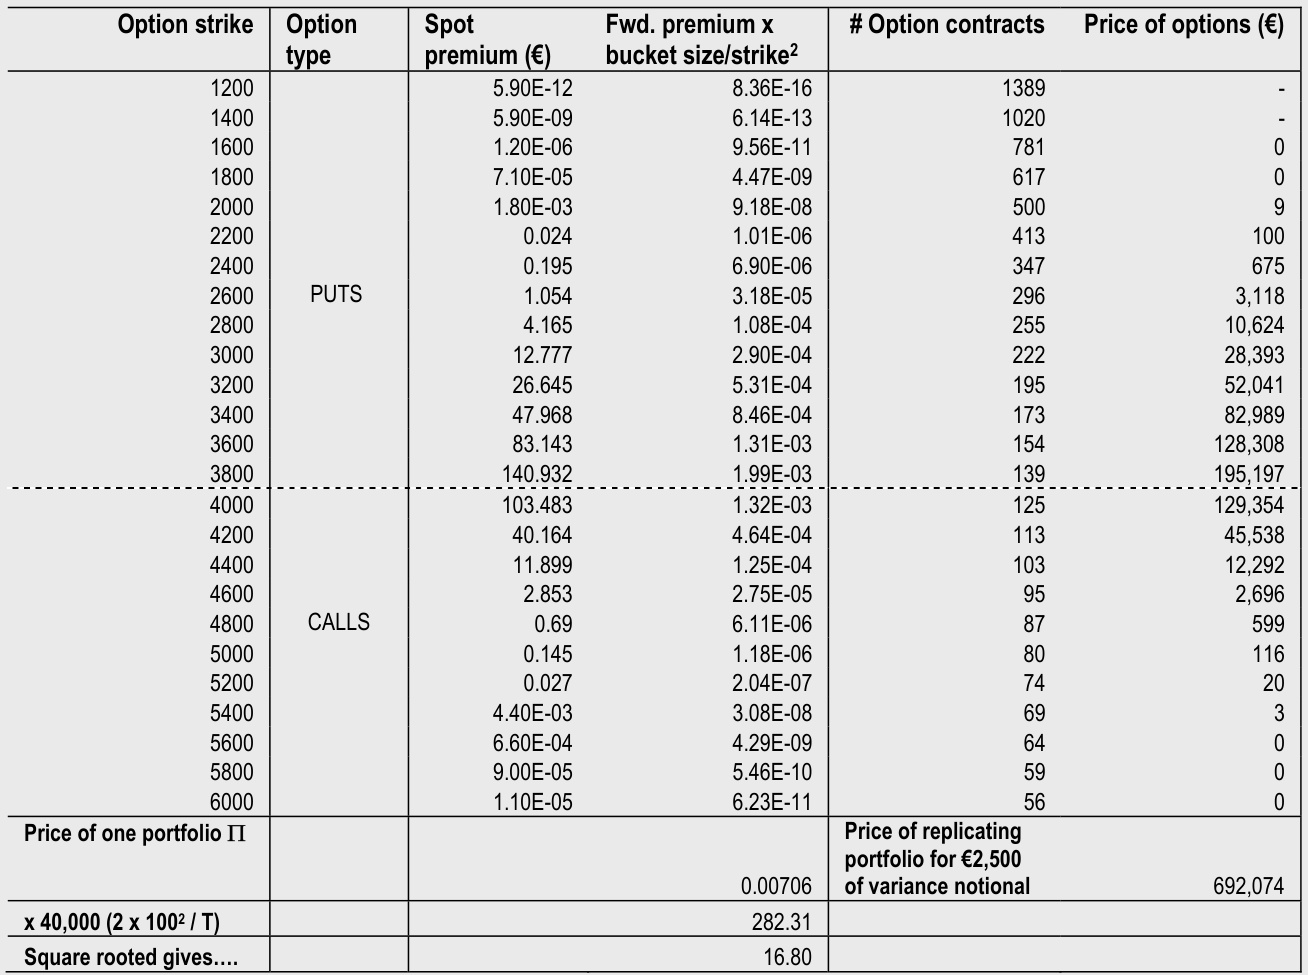 Option strike Option type Spot premium (€) Fwd. premium x bucket size/strike² # Option contracts Price of options (€)
1200 5.90E-12 8.36E-16 1389 -
1400 5.90E-09 6.14E-13 1020 -
1600 1.20E-06 9.56E-11 781 0
1800 7.10E-05 4.47E-09 617 0
2000 1.80E-03 9.18E-08 500 9
2200 0.024 1.01E-06 413 100
2400 0.195 6.90E-06 347 675
2600 PUTS 1.054 3.18E-05 296 3,118
2800 4.165 1.08E-04 255 10,624
3000 12.777 2.90E-04 222 28,393
3200 26.645 5.31E-04 195 52,041
3400 47.968 8.46E-04 173 82,989
3600 83.143 1.31E-03 154 128,308
3800 140.932 1.99E-03 139 195,197
4000 103.483 1.32E-03 125 129,354
4200 40.164 4.64E-04 113 45,538
4400 11.899 1.25E-04 103 12,292
4600 2.853 2.75E-05 95 2,696
4800 CALLS 0.69 6.11E-06 87 599
5000 0.145 1.18E-06 80 116
5200 0.027 2.04E-07 74 20
5400 4.40E-03 3.08E-08 69 3
5600 6.60E-04 4.29E-09 64 0
5800 9.00E-05 5.46E-10 59 0
6000 1.10E-05 6.23E-11 56 0
Price of one portfolio Π 0.00706 Price of replicating portfolio for €2,500 of variance notional 692,074
x 40,000 (2 x 100² / T) 282.31
Square rooted gives…. 16.80